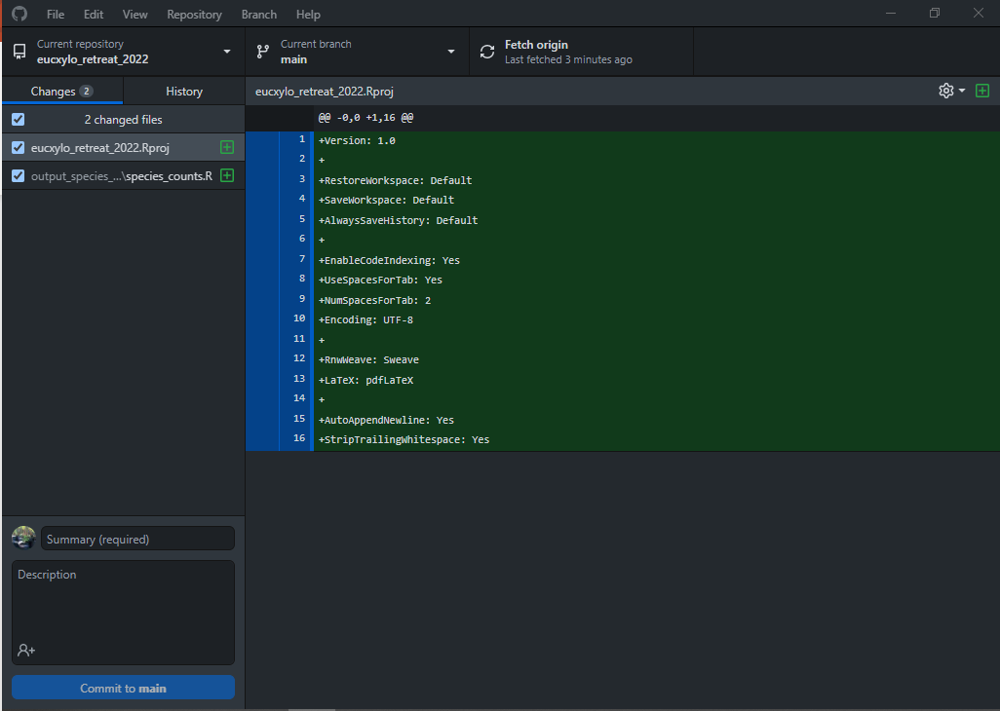 File Edit View Repository Branch Help
Current repository
eucxylo_retreat_2022
Current branch
main
Fetch origin
Last fetched 3 minutes ago
Changes 2 History
2 changed files
eucxylo_retreat_2022.Rproj
output_species_...\species_counts.R
Summary (required)
Description
Commit to main
eucxylo_retreat_2022.Rproj
@@ -0,0 +1,16 @@
1 +Version: 1.0
2 +
3 +RestoreWorkspace: Default
4 +SaveWorkspace: Default
5 +AlwaysSaveHistory: Default
6 +
7 +EnableCodeIndexing: Yes
8 +UseSpacesForTab: Yes
9 +NumSpacesForTab: 2
10 +Encoding: UTF-8
11 +
12 +RnwWeave: Sweave
13 +LaTeX: pdfLaTeX
14 +
15 +AutoAppendNewline: Yes
16 +StripTrailingWhitespace: Yes